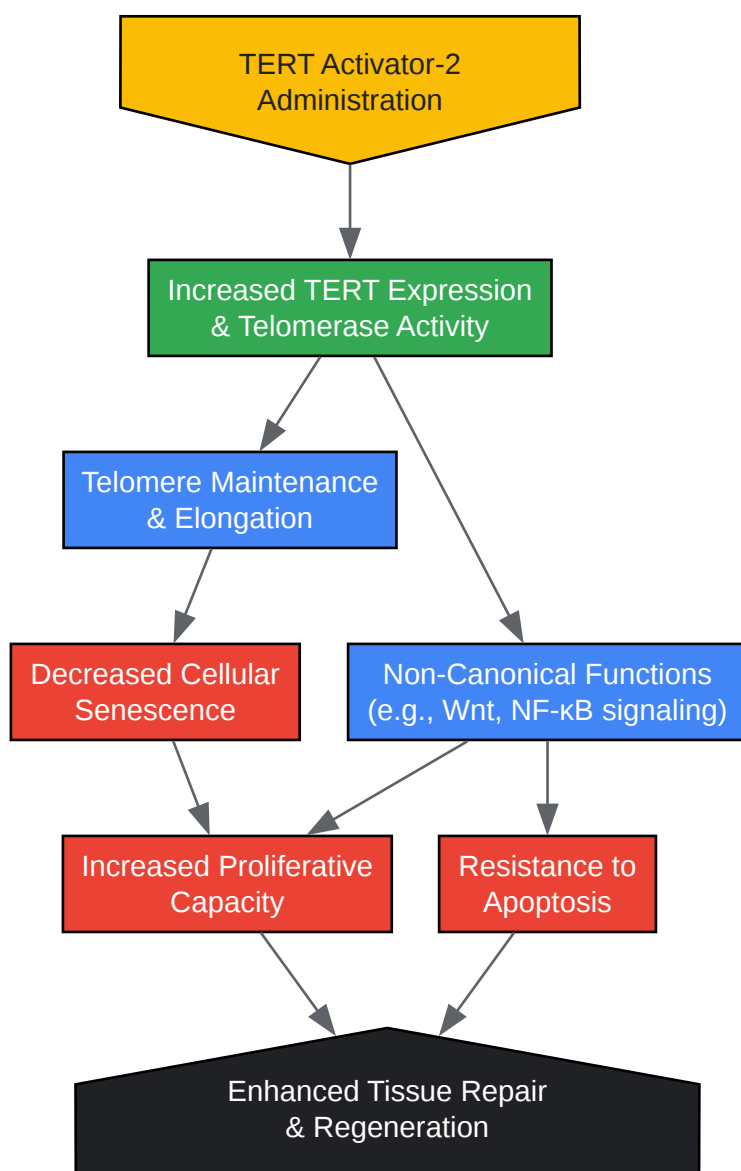 TERT Activator-2
Administration
Increased TERT Expression
& Telomerase Activity
Telomere Maintenance
& Elongation
Decreased Cellular
Senescence
Non-Canonical Functions
(e.g., Wnt, NF-κB signaling)
Increased Proliferative
Capacity
Resistance to
Apoptosis
Enhanced Tissue Repair
& Regeneration